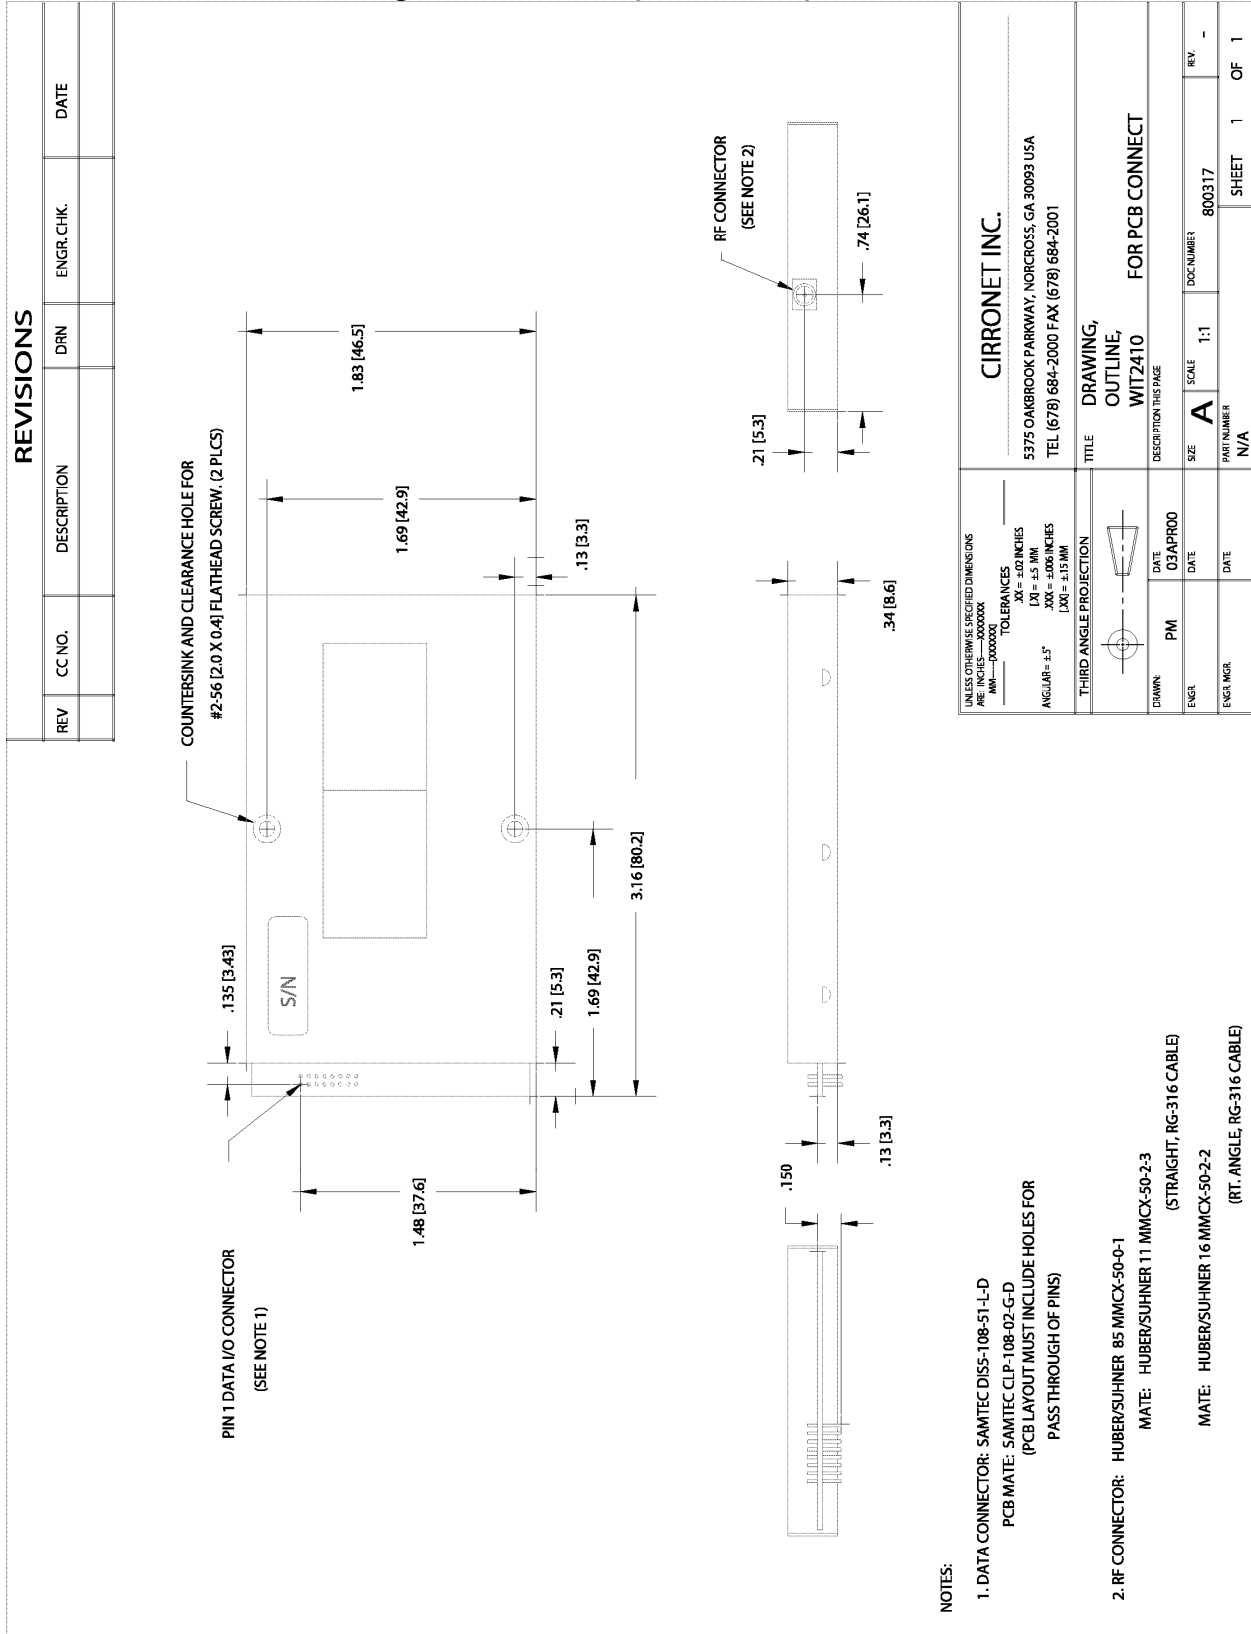 REVISIONS
REV CC NO. DESCRIPTION DRN ENGR. CHK. DATE
COUNTERSINK AND CLEARANCE HOLE FOR
#2-56 [2.0 X 0.4] FLATHEAD SCREW. (2 PLCS)
PIN 1 DATA I/O CONNECTOR
(SEE NOTE 1)
.135 [3.43]
S/N
1.48 [37.6]
.21 [5.3]
1.69 [42.9]
3.16 [80.2]
1.83 [46.5]
1.69 [42.9]
.13 [3.3]
.150
.13 [3.3]
.34 [8.6]
.21 [5.3]
RF CONNECTOR
(SEE NOTE 2)
.74 [26.1]
NOTES:
1. DATA CONNECTOR: SAMTEC DIS5-108-51-L-D
PCB MATE: SAMTEC CLP-108-02-G-D
(PCB LAYOUT MUST INCLUDE HOLES FOR
PASS THROUGH OF PINS)
2. RF CONNECTOR: HUBER/SUHNER 85 MMCX-50-0-1
MATE: HUBER/SUHNER 11 MMCX-50-2-3
(STRAIGHT, RG-316 CABLE)
MATE: HUBER/SUHNER 16 MMCX-50-2-2
(RT. ANGLE, RG-316 CABLE)
UNLESS OTHERWISE SPECIFIED DIMENSIONS
ARE: INCHES
MM
TOLERANCES
.XX = ±.02 INCHES
[.X] = ±.5 MM
.XXX = ±.006 INCHES
[.XX] = ±.15 MM
ANGULAR = ±.5°
THIRD ANGLE PROJECTION
DRAWN: PM DATE 03APR00
ENGR. DATE
ENGR. MGR. DATE
CIRRONET INC.
5375 OAKBROOK PARKWAY, NORCROSS, GA 30093 USA
TEL (678) 684-2000 FAX (678) 684-2001
TITLE DRAWING,
OUTLINE,
WIT2410 FOR PCB CONNECT
DESCRIPTION THIS PAGE
SIZE A SCALE 1:1 DOC NUMBER 800317 REV. -
PART NUMBER N/A SHEET 1 OF 1